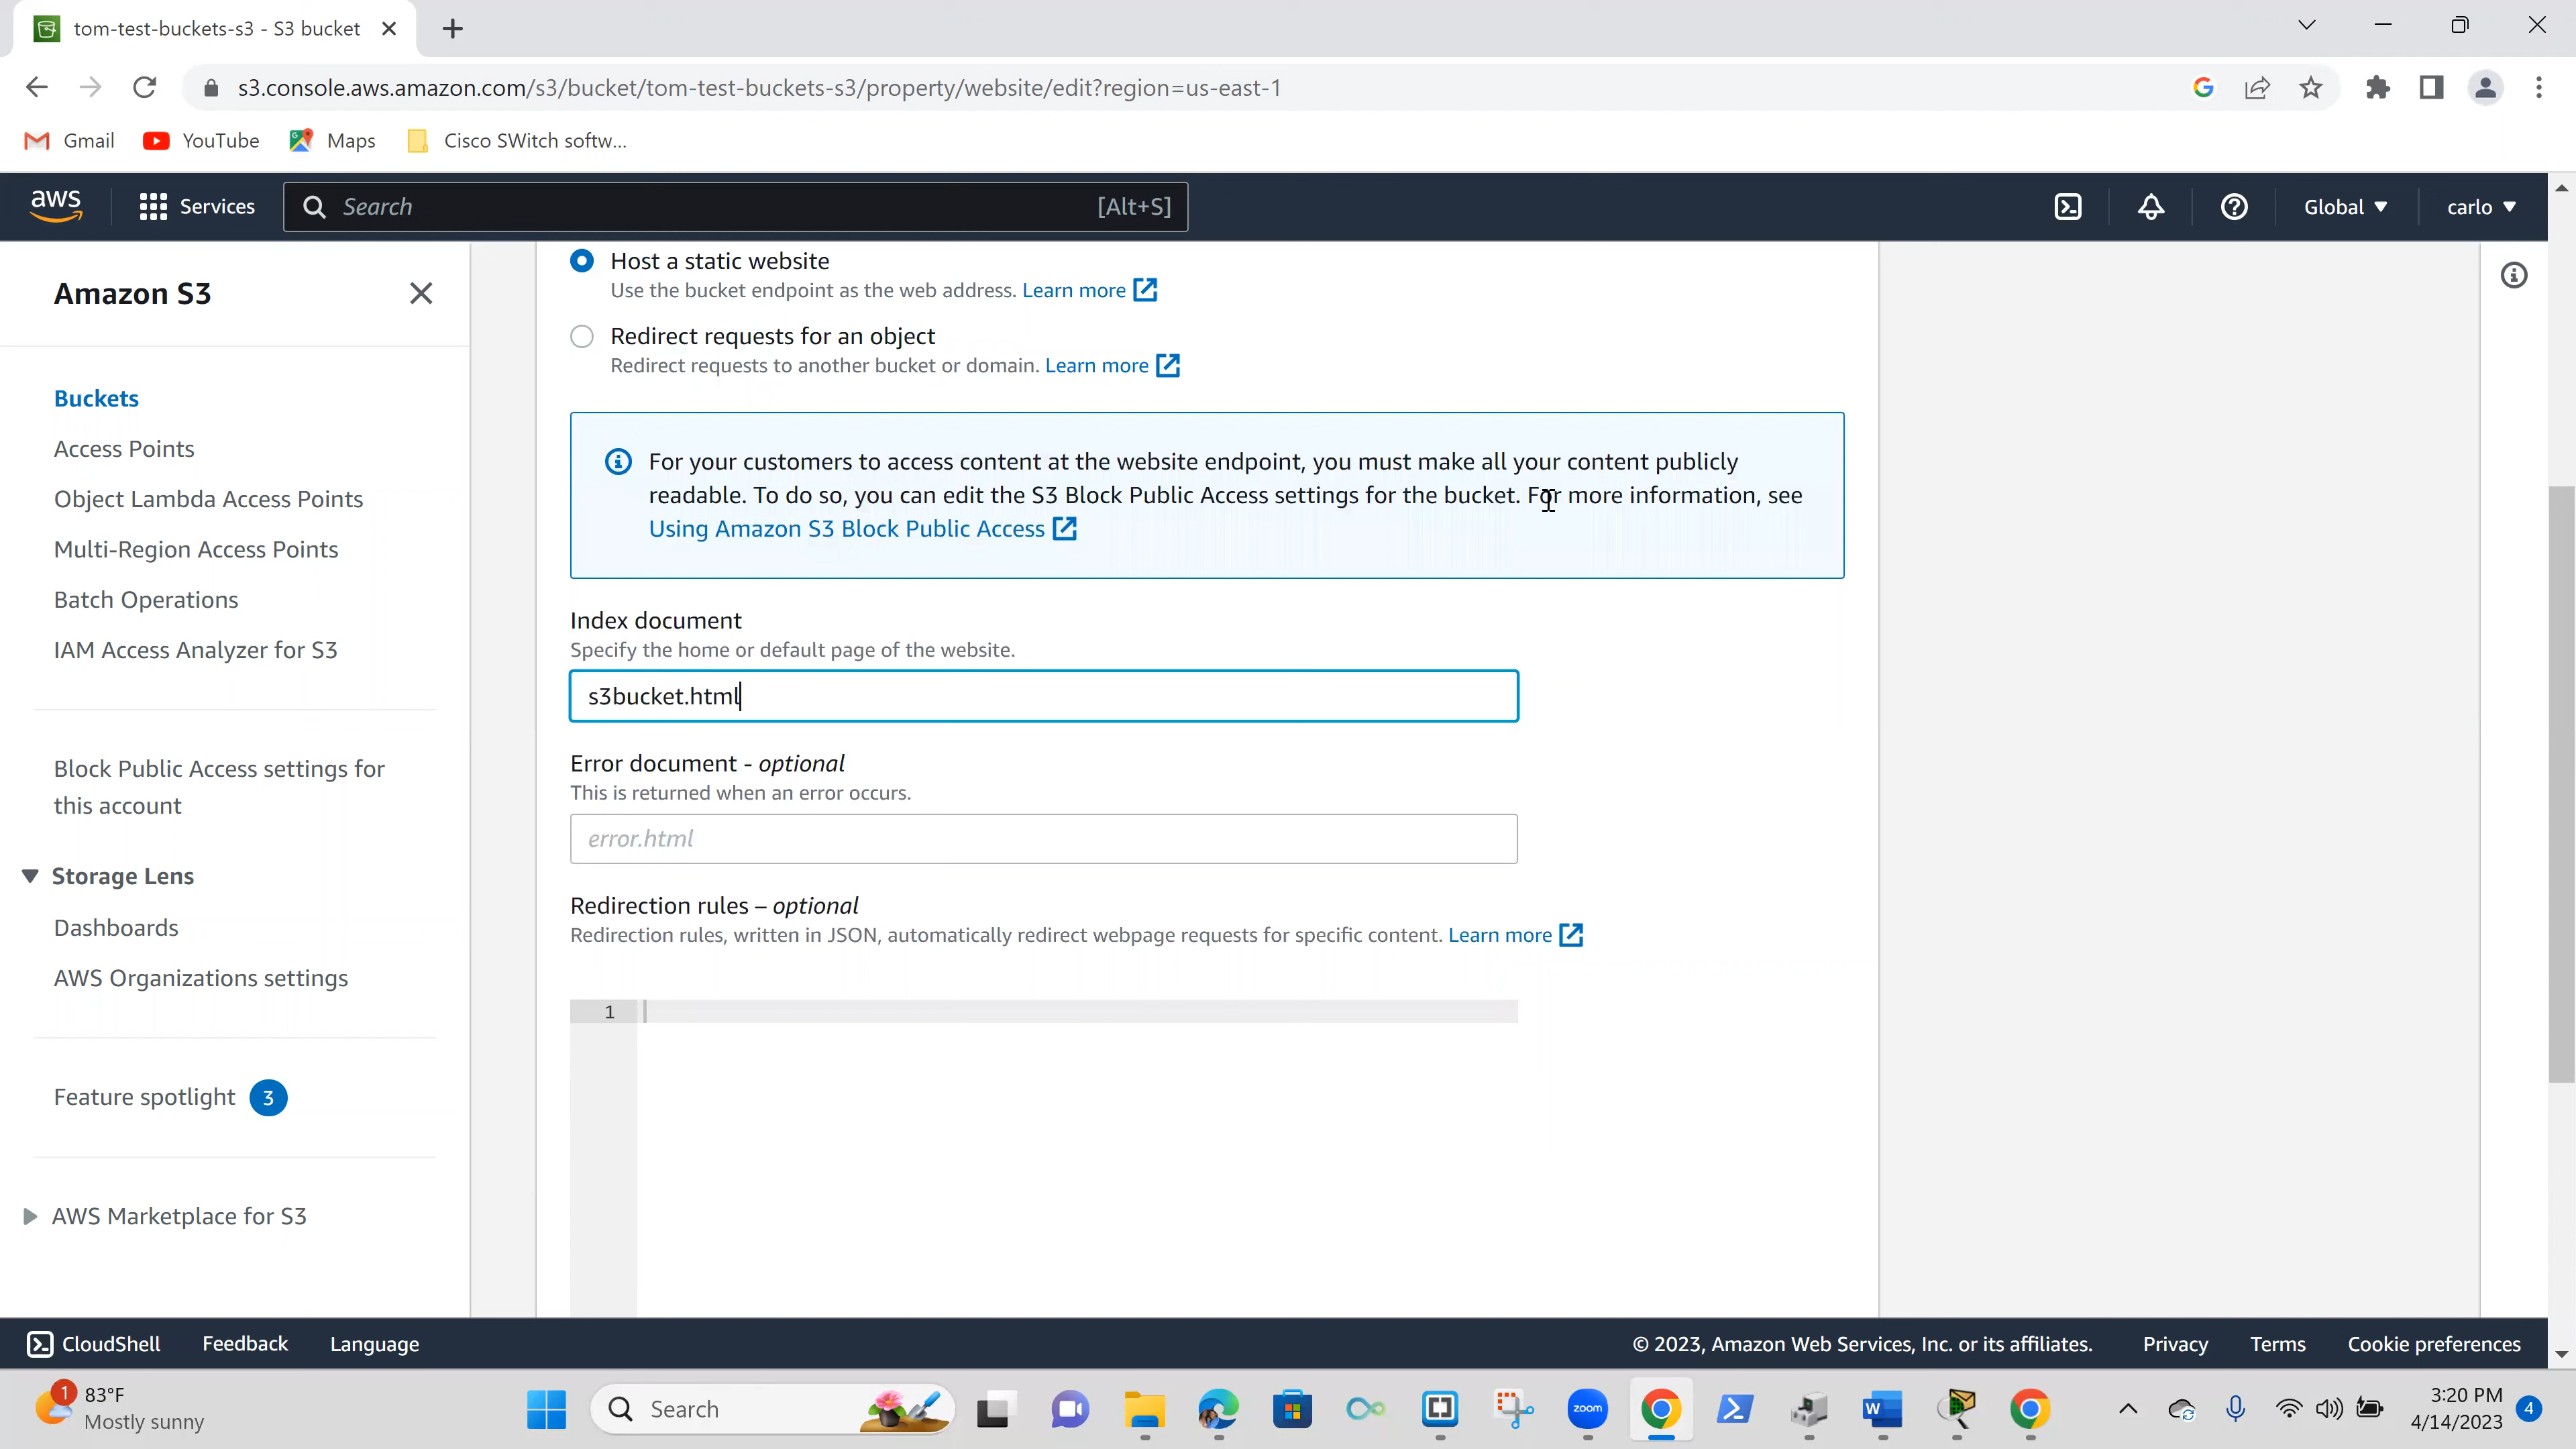 tom-test-buckets-s3 - S3 bucket
s3.console.aws.amazon.com/s3/bucket/tom-test-buckets-s3/property/website/edit?region=us-east-1
Gmail YouTube Maps Cisco SWitch softw...
aws Services Search [Alt+S] Global carlo
Amazon S3
Buckets
Access Points
Object Lambda Access Points
Multi-Region Access Points
Batch Operations
IAM Access Analyzer for S3
Block Public Access settings for
this account
Storage Lens
Dashboards
AWS Organizations settings
Feature spotlight 3
AWS Marketplace for S3
Host a static website
Use the bucket endpoint as the web address. Learn more
Redirect requests for an object
Redirect requests to another bucket or domain. Learn more
For your customers to access content at the website endpoint, you must make all your content publicly
readable. To do so, you can edit the S3 Block Public Access settings for the bucket. For more information, see
Using Amazon S3 Block Public Access
Index document
Specify the home or default page of the website.
s3bucket.html
Error document - optional
This is returned when an error occurs.
error.html
Redirection rules – optional
Redirection rules, written in JSON, automatically redirect webpage requests for specific content. Learn more
1
CloudShell Feedback Language © 2023, Amazon Web Services, Inc. or its affiliates. Privacy Terms Cookie preferences
1 83°F
Mostly sunny
Search
zoom
W
3:20 PM
4/14/2023
4